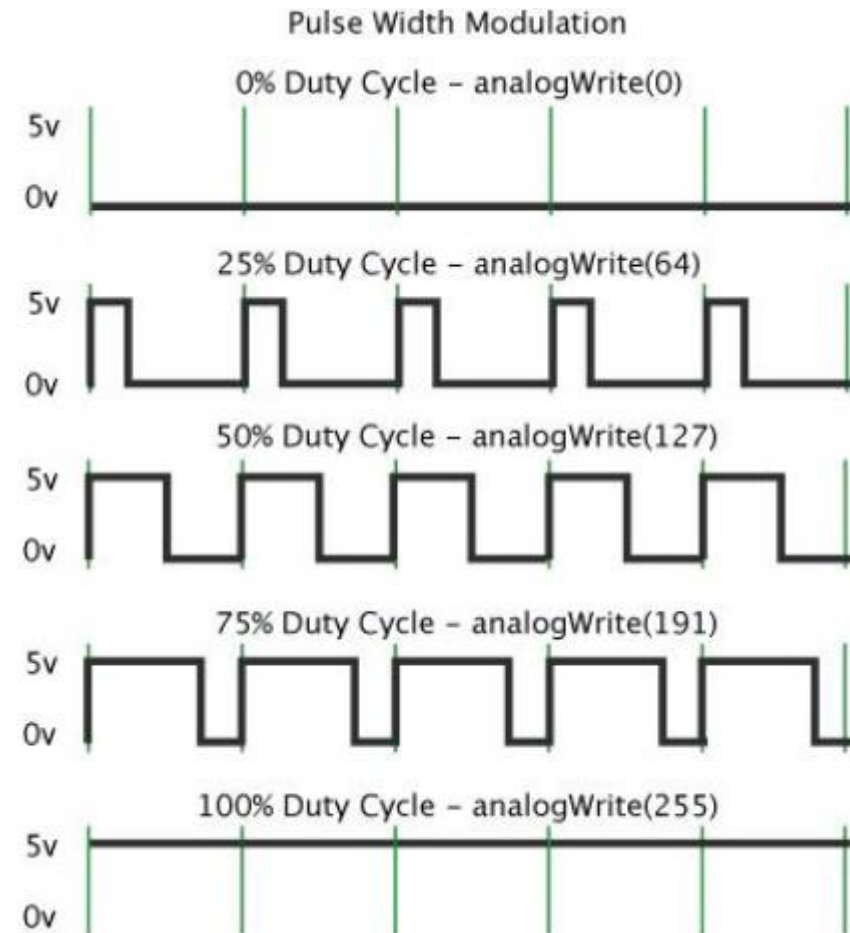 Pulse Width Modulation
0% Duty Cycle – analogWrite(0)
5v
0v
25% Duty Cycle – analogWrite(64)
5v
0v
50% Duty Cycle – analogWrite(127)
5v
0v
75% Duty Cycle – analogWrite(191)
5v
0v
100% Duty Cycle – analogWrite(255)
5v
0v